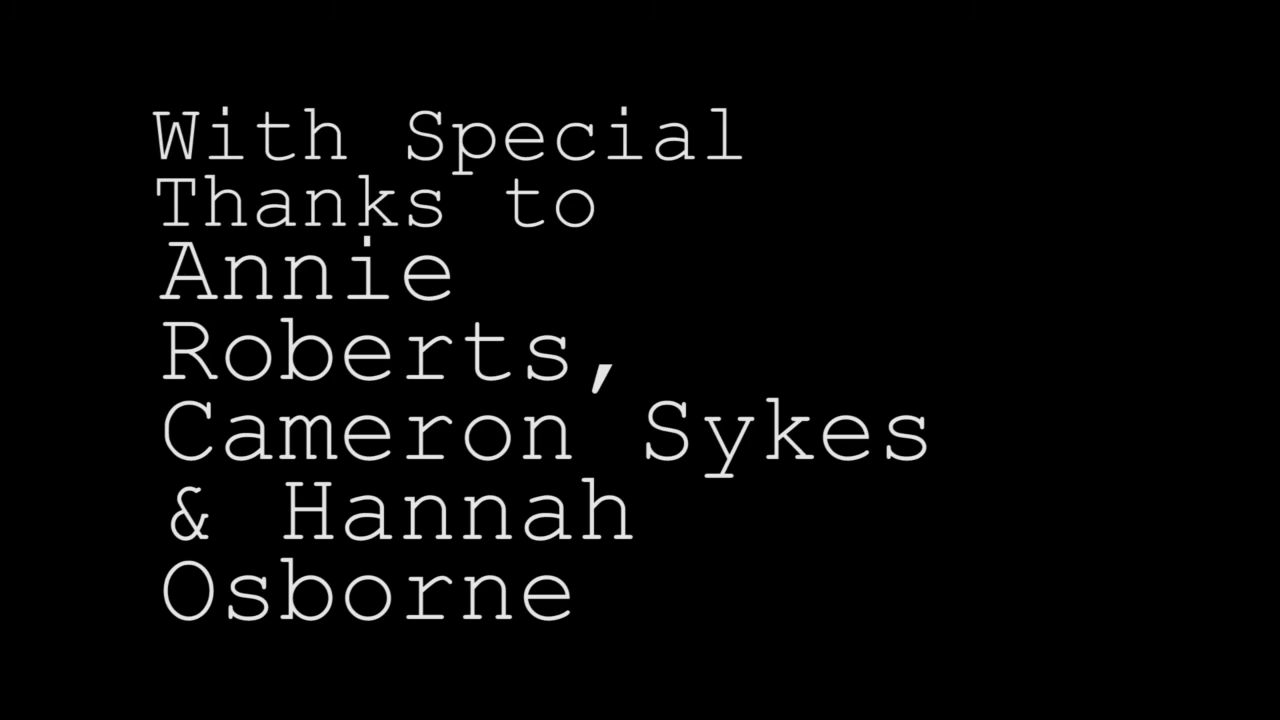 With Special
Thanks to
Annie
Roberts,
Cameron Sykes
& Hannah
Osborne